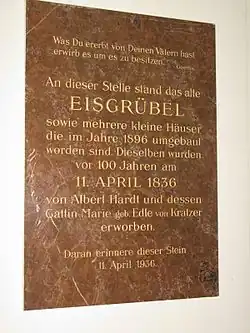 Was Du ererbt von Deinen Vätern hast
erwirb es um es zu besitzen.
Goethe
An dieser Stelle stand das alte
EISGRÜBEL
sowie mehrere kleine Häuser
die im Jahre 1896 umgebaut
worden sind. Dieselben wurden
vor 100 Jahren am
11. APRIL 1836
von Albert Hardt und dessen
Gattin Marie geb. Edle von Kratzer
erworben.
Daran erinnere dieser Stein
11. April 1936.